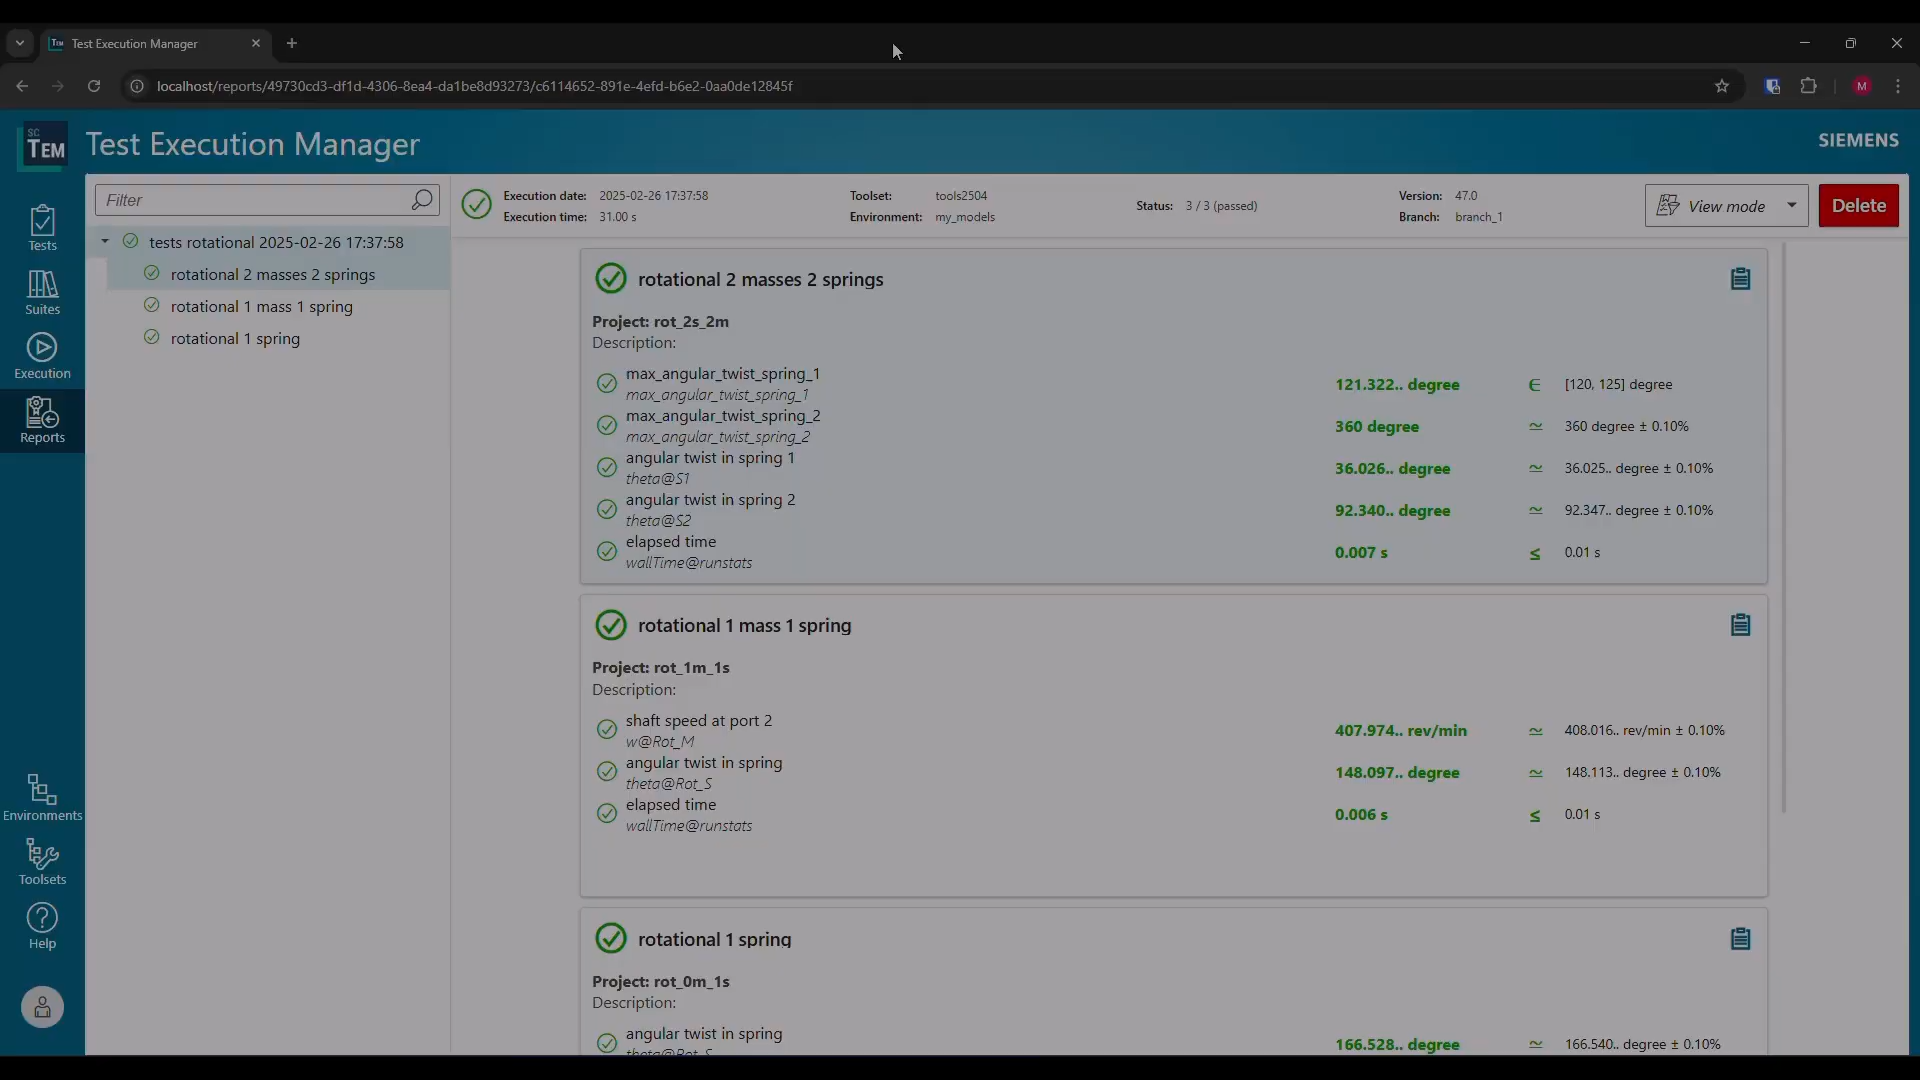 Test Execution Manager
localhost/reports/49730cd3-df1d-4306-8ea4-da1be8d93273/c6114652-891e-4efd-b6e2-0aa0de12845f
M
SC
TEM
Test Execution Manager
SIEMENS
Tests
Suites
Execution
Reports
Environments
Toolsets
Help
Filter
tests rotational 2025-02-26 17:37:58
rotational 2 masses 2 springs
rotational 1 mass 1 spring
rotational 1 spring
Execution date: 2025-02-26 17:37:58
Execution time: 31.00 s
Toolset: tools2504
Environment: my_models
Status: 3 / 3 (passed)
Version: 47.0
Branch: branch_1
View mode
Delete
rotational 2 masses 2 springs
Project: rot_2s_2m
Description:
max_angular_twist_spring_1
max_angular_twist_spring_1
121.322.. degree ∈ [120, 125] degree
max_angular_twist_spring_2
max_angular_twist_spring_2
360 degree ≃ 360 degree ± 0.10%
angular twist in spring 1
theta@S1
36.026.. degree ≃ 36.025.. degree ± 0.10%
angular twist in spring 2
theta@S2
92.340.. degree ≃ 92.347.. degree ± 0.10%
elapsed time
wallTime@runstats
0.007 s ≤ 0.01 s
rotational 1 mass 1 spring
Project: rot_1m_1s
Description:
shaft speed at port 2
w@Rot_M
407.974.. rev/min ≃ 408.016.. rev/min ± 0.10%
angular twist in spring
theta@Rot_S
148.097.. degree ≃ 148.113.. degree ± 0.10%
elapsed time
wallTime@runstats
0.006 s ≤ 0.01 s
rotational 1 spring
Project: rot_0m_1s
Description:
angular twist in spring
theta@Rot_S
166.528.. degree ≃ 166.540.. degree ± 0.10%